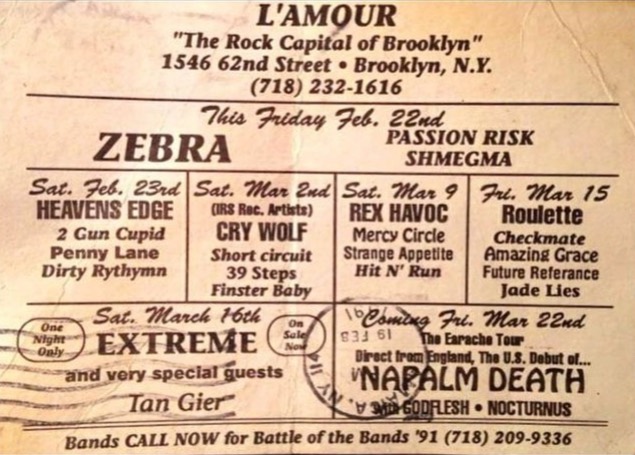 L'AMOUR
"The Rock Capital of Brooklyn"
1546 62nd Street • Brooklyn, N.Y.
(718) 232-1616
This Friday Feb. 22nd
ZEBRA
PASSION RISK
SHMEGMA
Sat. Feb. 23rd
HEAVENS EDGE
2 Gun Cupid
Penny Lane
Dirty Rythymn
Sat. Mar 2nd
(IRS Rec. Artists)
CRY WOLF
Short circuit
39 Steps
Finster Baby
Sat. Mar 9
REX HAVOC
Mercy Circle
Strange Appetite
Hit N' Run
Fri. Mar 15
Roulette
Checkmate
Amazing Grace
Future Referance
Jade Lies
Sat. March 16th
One
Night
Only
EXTREME
On
Sale
Now
and very special guests
Tan Gier
Coming Fri. Mar 22nd
The Earache Tour
Direct from England, The U.S. Debut of...
NAPALM DEATH
GODFLESH • NOCTURNUS
19 FEB
91
NY 114
Bands CALL NOW for Battle of the Bands '91 (718) 209-9336